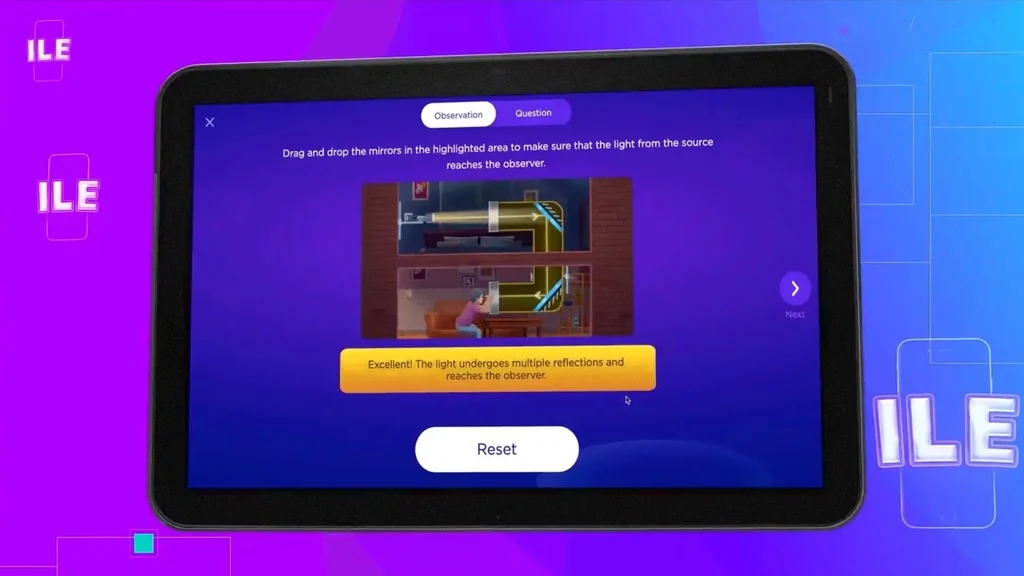 ILE
ILE
Observation
Question
X
Drag and drop the mirrors in the highlighted area to make sure that the light from the source
reaches the observer.
Next
Excellent! The light undergoes multiple reflections and
reaches the observer.
ILE
Reset